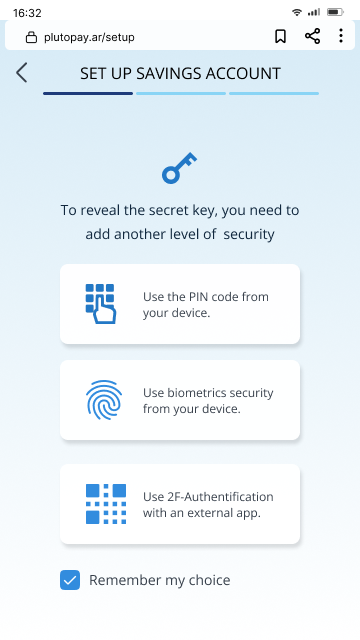 16:32
plutopay.ar/setup
SET UP SAVINGS ACCOUNT
To reveal the secret key, you need to
add another level of security
Use the PIN code from
your device.
Use biometrics security
from your device.
Use 2F-Authentification
with an external app.
Remember my choice